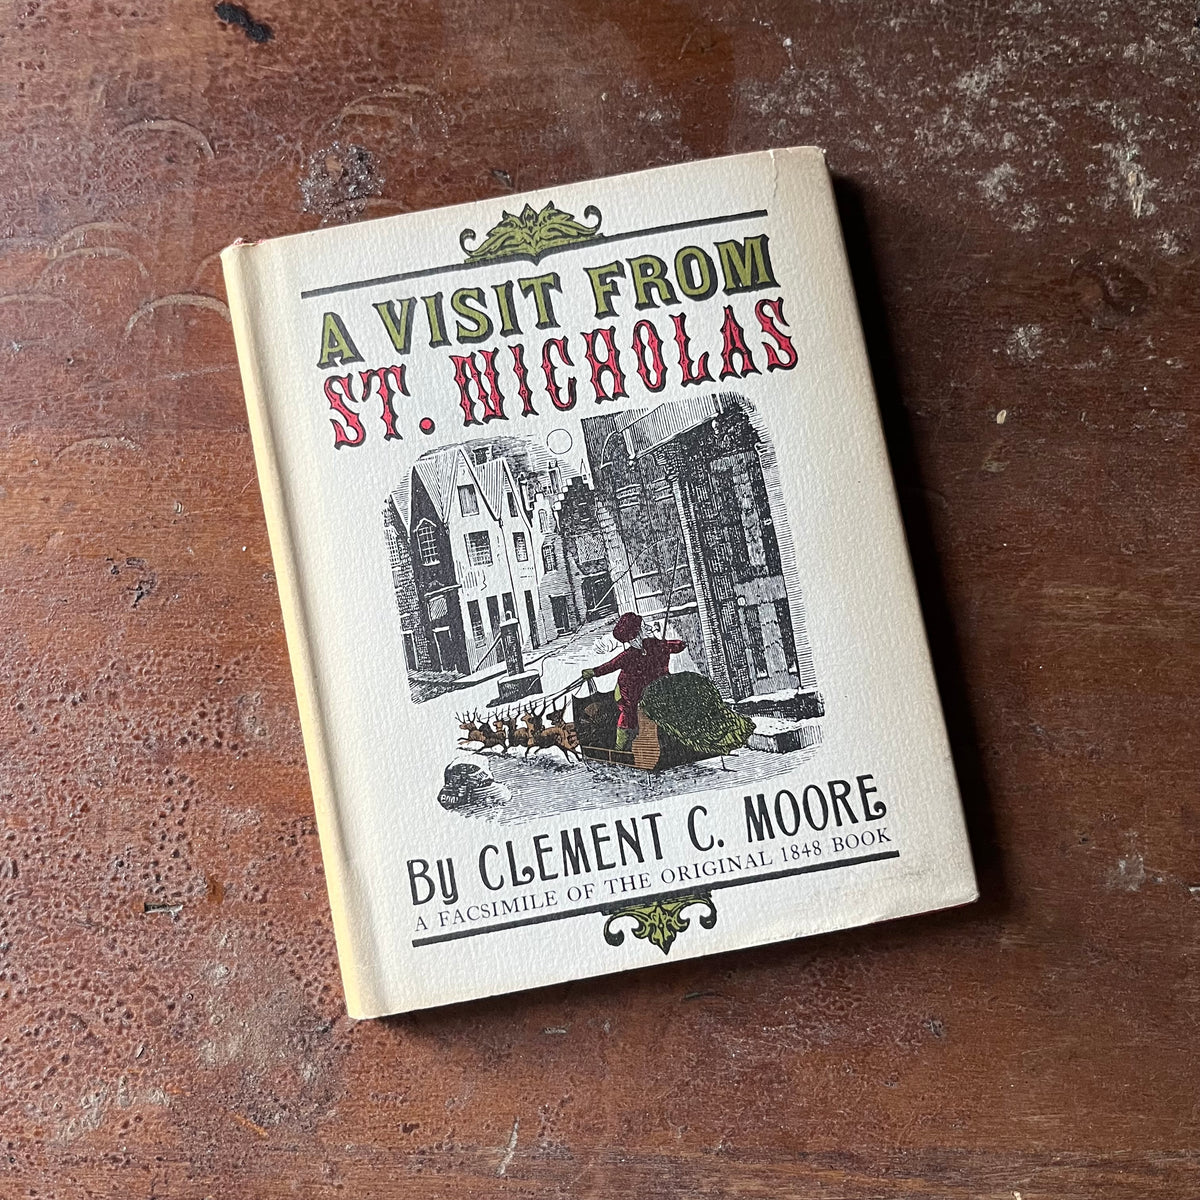 A VISIT FROM
ST. NICHOLAS
By CLEMENT C. MOORE
A FACSIMILE OF THE ORIGINAL 1848 BOOK